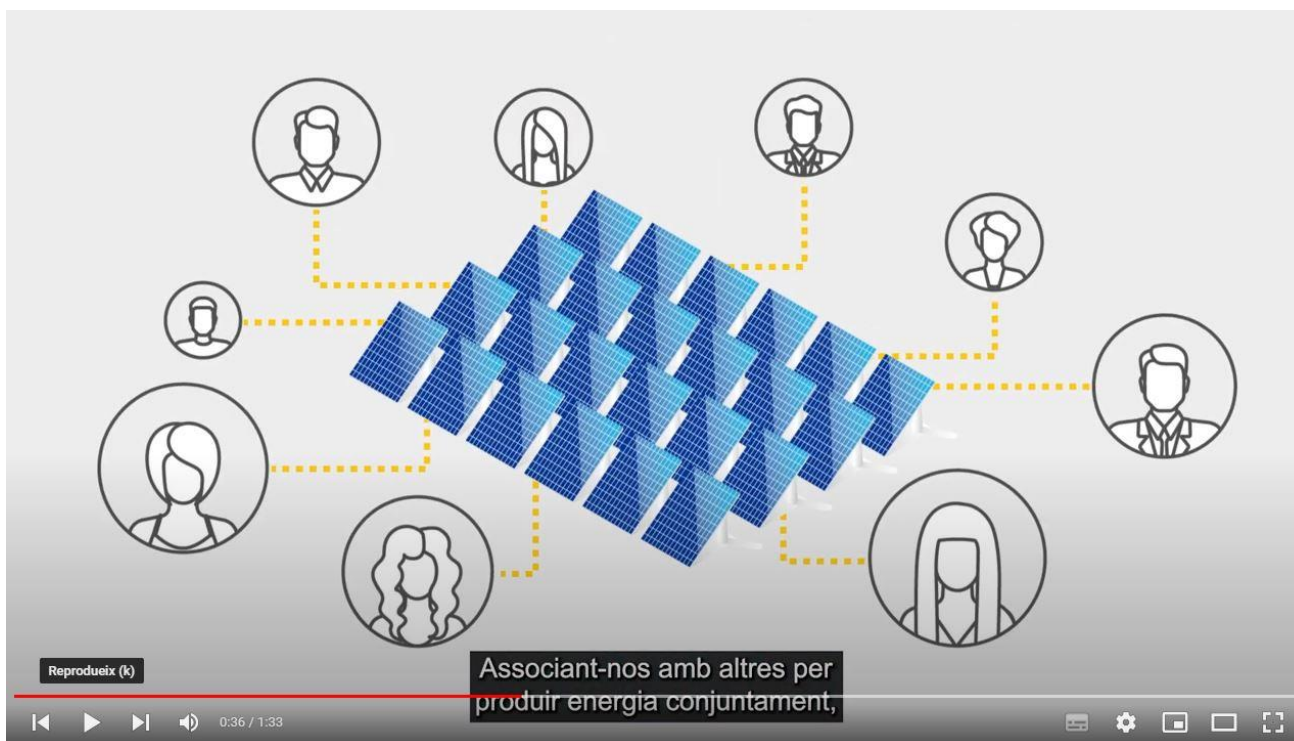 Reprodueix (k)
Associant-nos amb altres per
produir energia conjuntament,
0:36 / 1:33